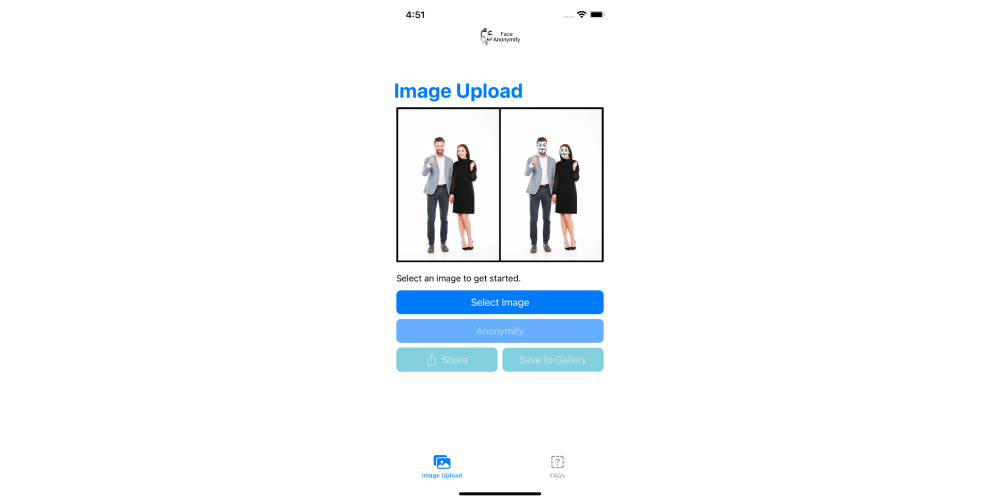 4:51
Face
Anonymify
Image Upload
Select an image to get started.
Select Image
Anonymify
Share
Save to Gallery
Image Upload
FAQs